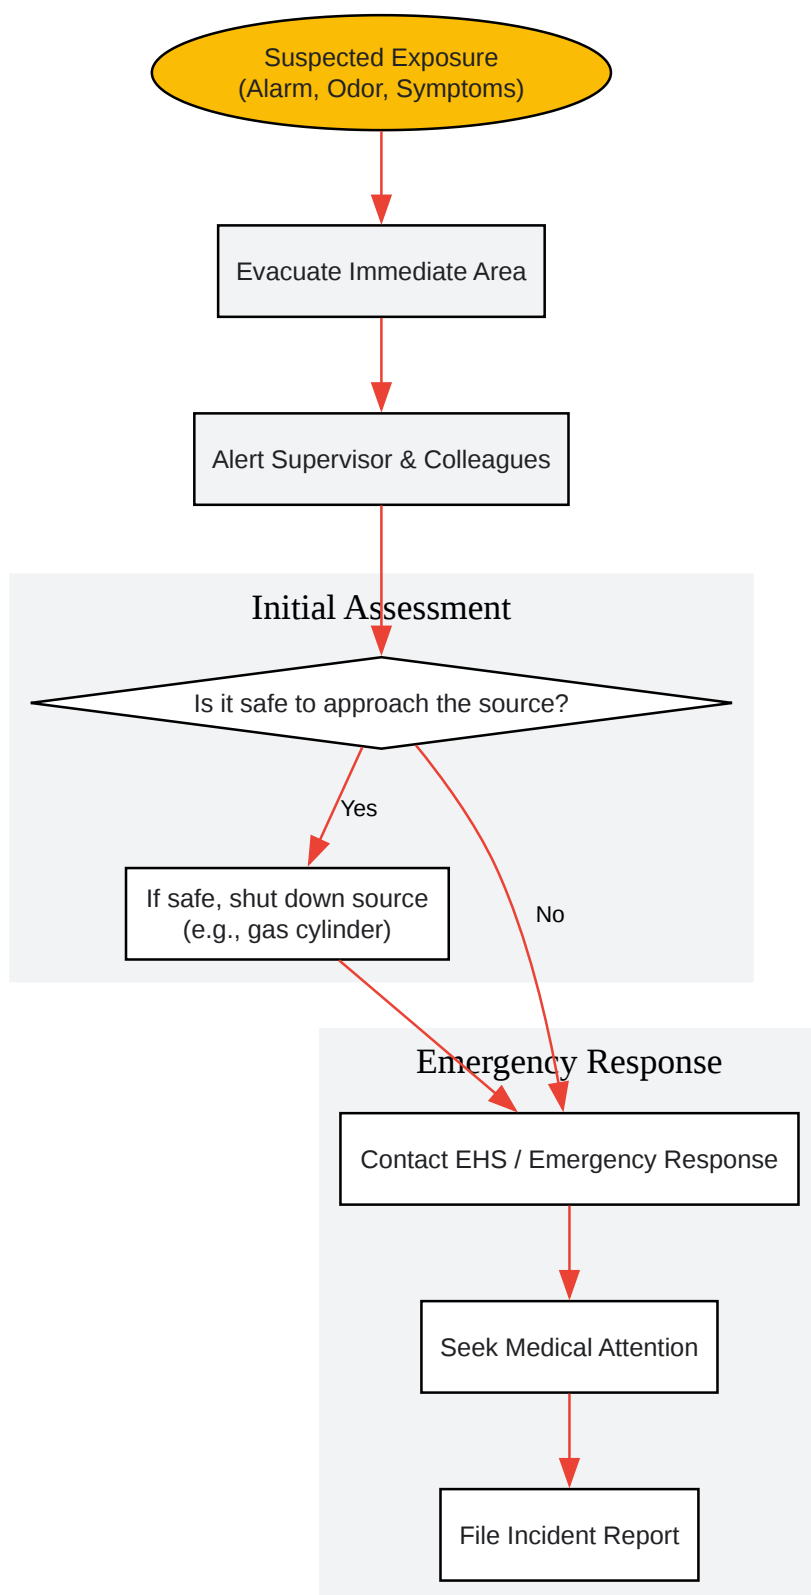 Suspected Exposure
(Alarm, Odor, Symptoms)
Evacuate Immediate Area
Alert Supervisor & Colleagues
Initial Assessment
Is it safe to approach the source?
Yes
If safe, shut down source
(e.g., gas cylinder)
No
Emergency Response
Contact EHS / Emergency Response
Seek Medical Attention
File Incident Report